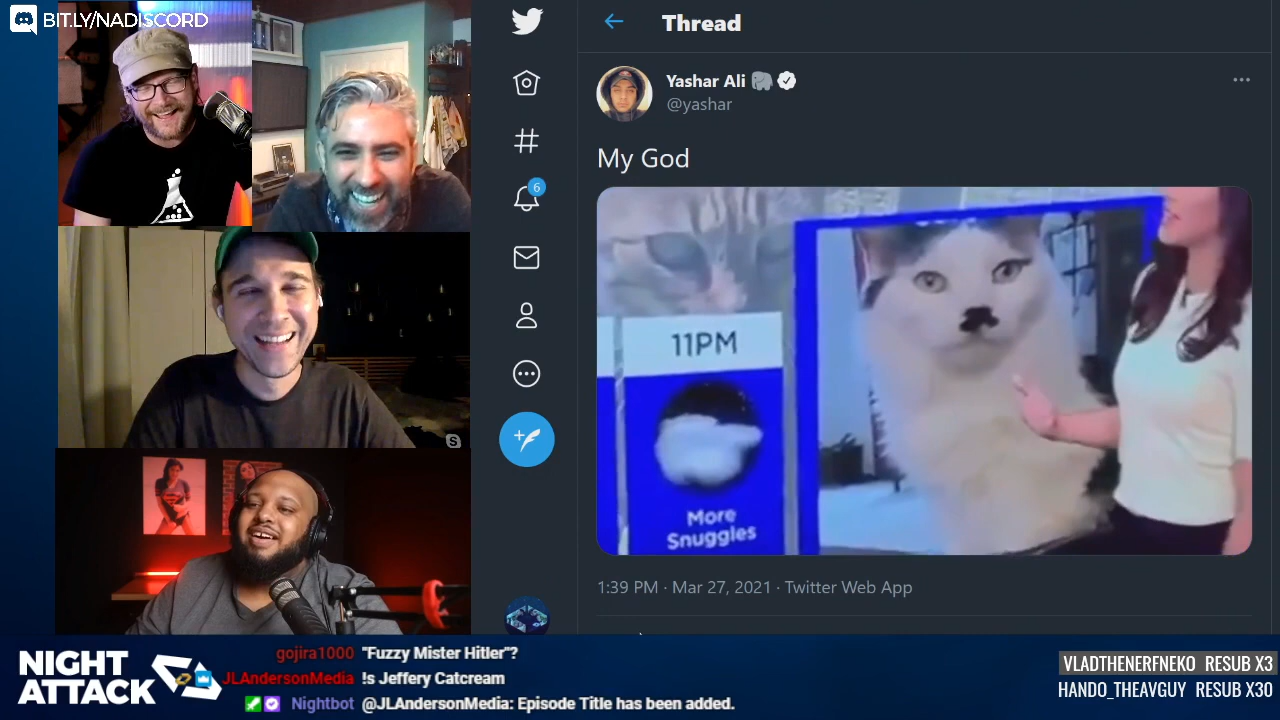 BIT.LY/NADISCORD
Thread
Yashar Ali
@yashar
6
My God
11PM
More
Snuggles
1:39 PM · Mar 27, 2021 · Twitter Web App
NIGHT
ATTACK
gojira1000 "Fuzzy Mister Hitler"?
JLAndersonMedia !s Jeffery Catcream
Nightbot @JLAndersonMedia: Episode Title has been added.
VLADTHENERFNEKO RESUB X3
HANDO_THEAVGUY RESUB X30